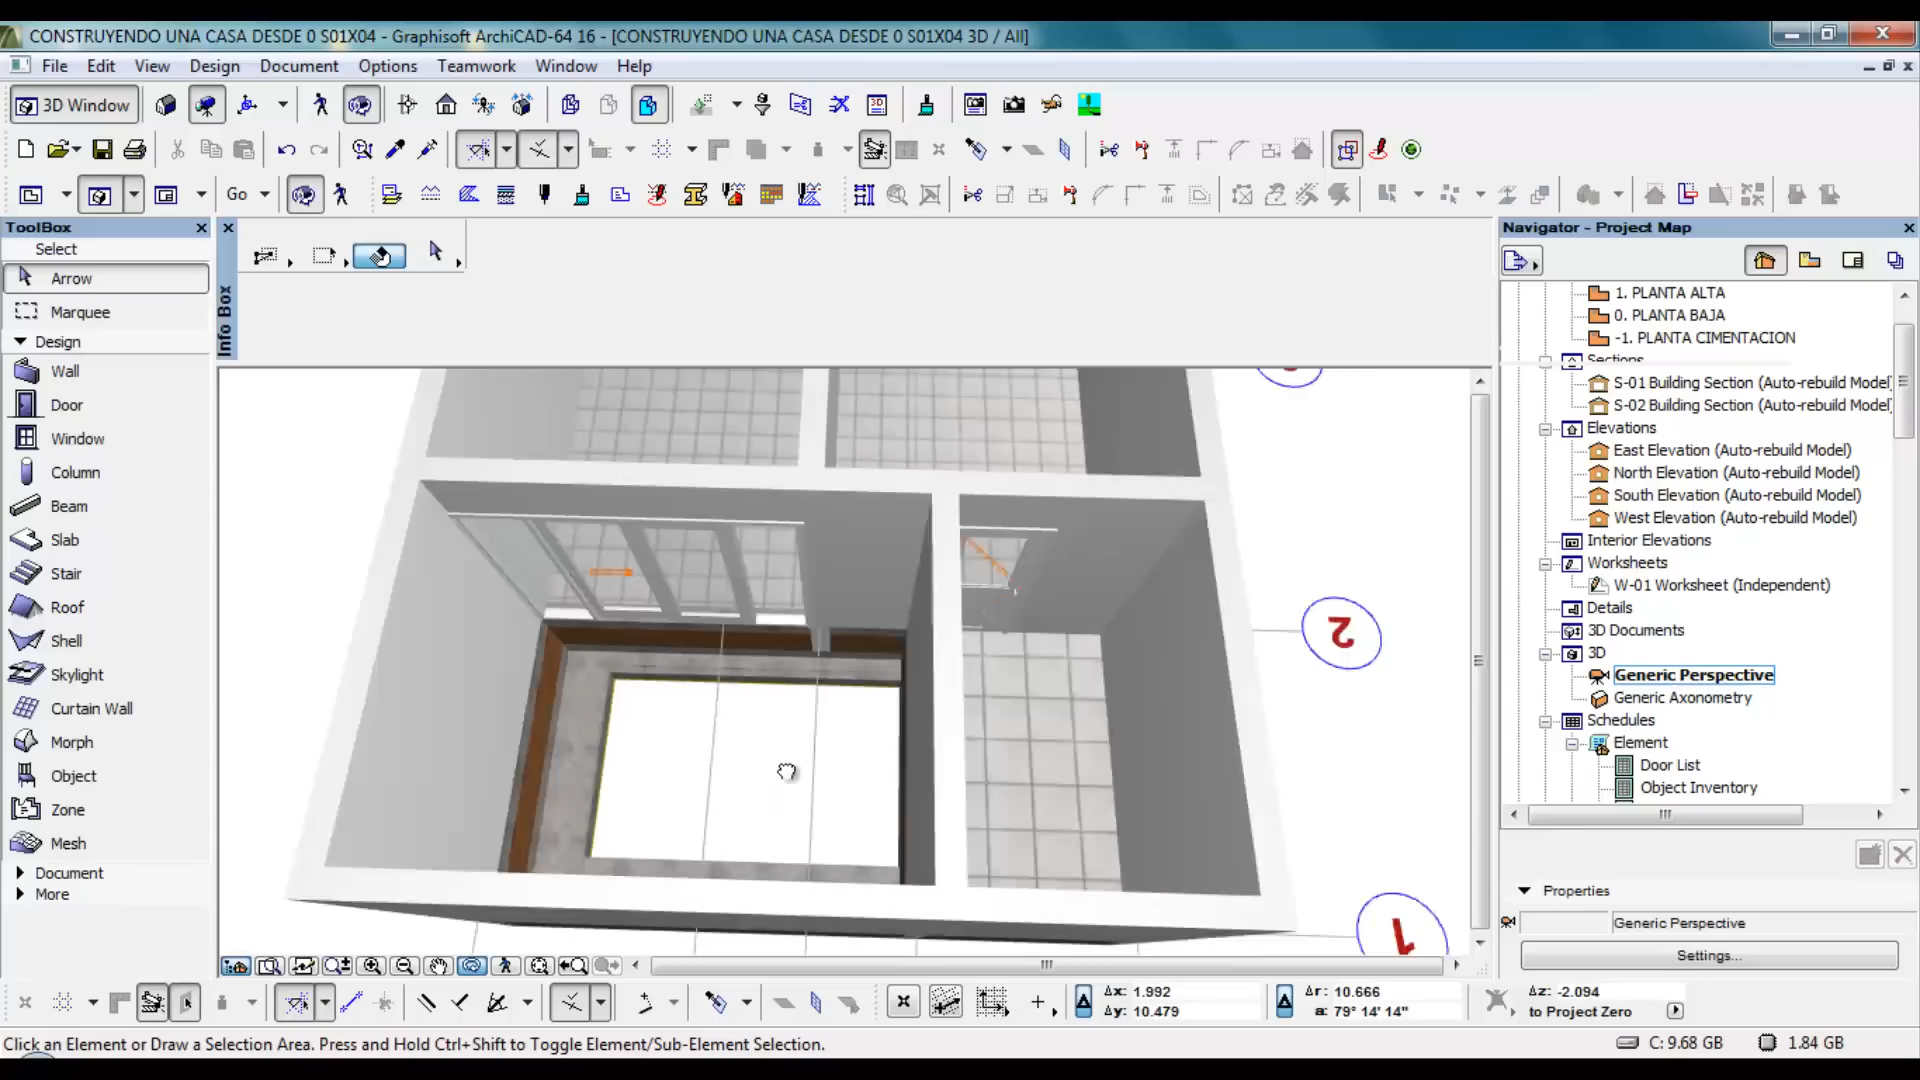 CONSTRUYENDO UNA CASA DESDE 0 S01X04 - Graphisoft ArchiCAD-64 16 - [CONSTRUYENDO UNA CASA DESDE 0 S01X04 3D / All]
File Edit View Design Document Options Teamwork Window Help
3D Window
Go
ToolBox
Select
Arrow
Marquee
Design
Wall
Door
Window
Column
Beam
Slab
Stair
Roof
Shell
Skylight
Curtain Wall
Morph
Object
Zone
Mesh
Document
More
Info Box
2
1
Navigator - Project Map
1. PLANTA ALTA
0. PLANTA BAJA
-1. PLANTA CIMENTACION
Sections
S-01 Building Section (Auto-rebuild Model)
S-02 Building Section (Auto-rebuild Model)
Elevations
East Elevation (Auto-rebuild Model)
North Elevation (Auto-rebuild Model)
South Elevation (Auto-rebuild Model)
West Elevation (Auto-rebuild Model)
Interior Elevations
Worksheets
W-01 Worksheet (Independent)
Details
3D Documents
3D
Generic Perspective
Generic Axonometry
Schedules
Element
Door List
Object Inventory
Properties
Generic Perspective
Settings...
Δx: 1.992
Δy: 10.479
Δr: 10.666
a: 79° 14' 14"
Δz: -2.094
to Project Zero
Click an Element or Draw a Selection Area. Press and Hold Ctrl+Shift to Toggle Element/Sub-Element Selection.
C: 9.68 GB
1.84 GB